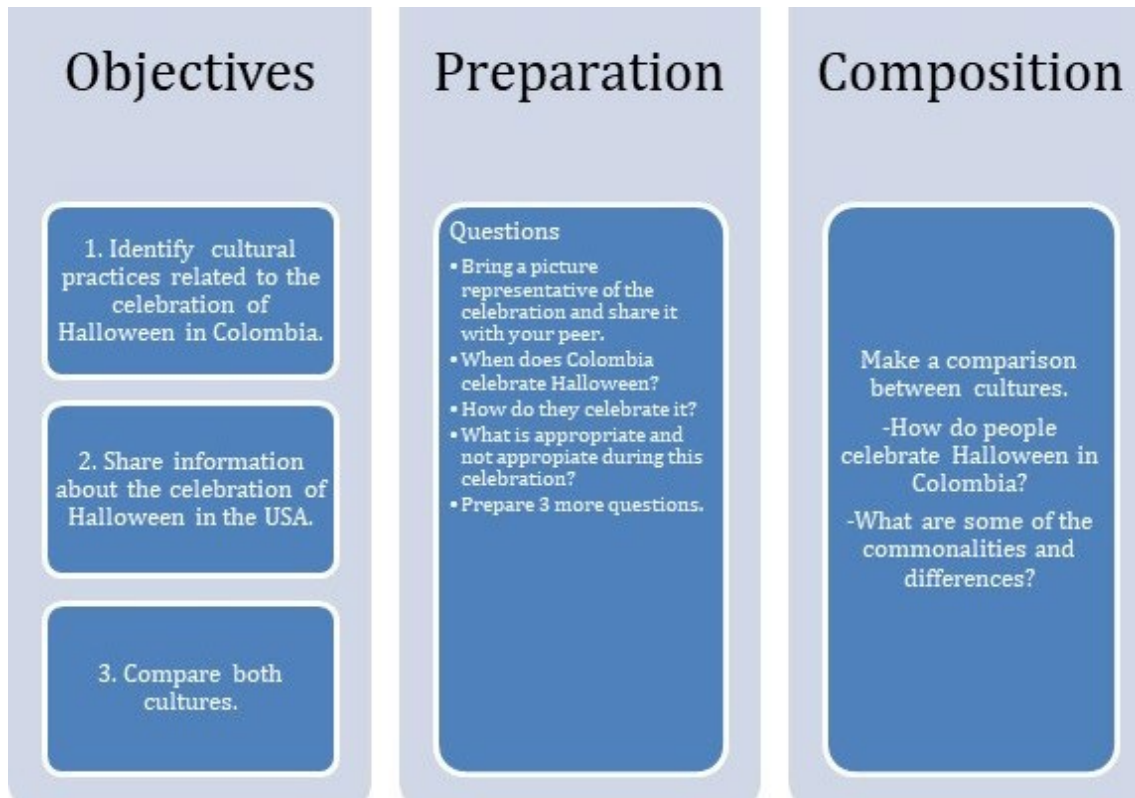 Objectives
1. Identify cultural
practices related to the
celebration of
Halloween in Colombia.
2. Share information
about the celebration of
Halloween in the USA.
3. Compare both
cultures.
Preparation
Questions
• Bring a picture
representative of the
celebration and share it
with your peer.
• When does Colombia
celebrate Halloween?
• How do they celebrate it?
• What is appropriate and
not appropiate during this
celebration?
• Prepare 3 more questions.
Composition
Make a comparison
between cultures.
-How do people
celebrate Halloween in
Colombia?
-What are some of the
commonalities and
differences?